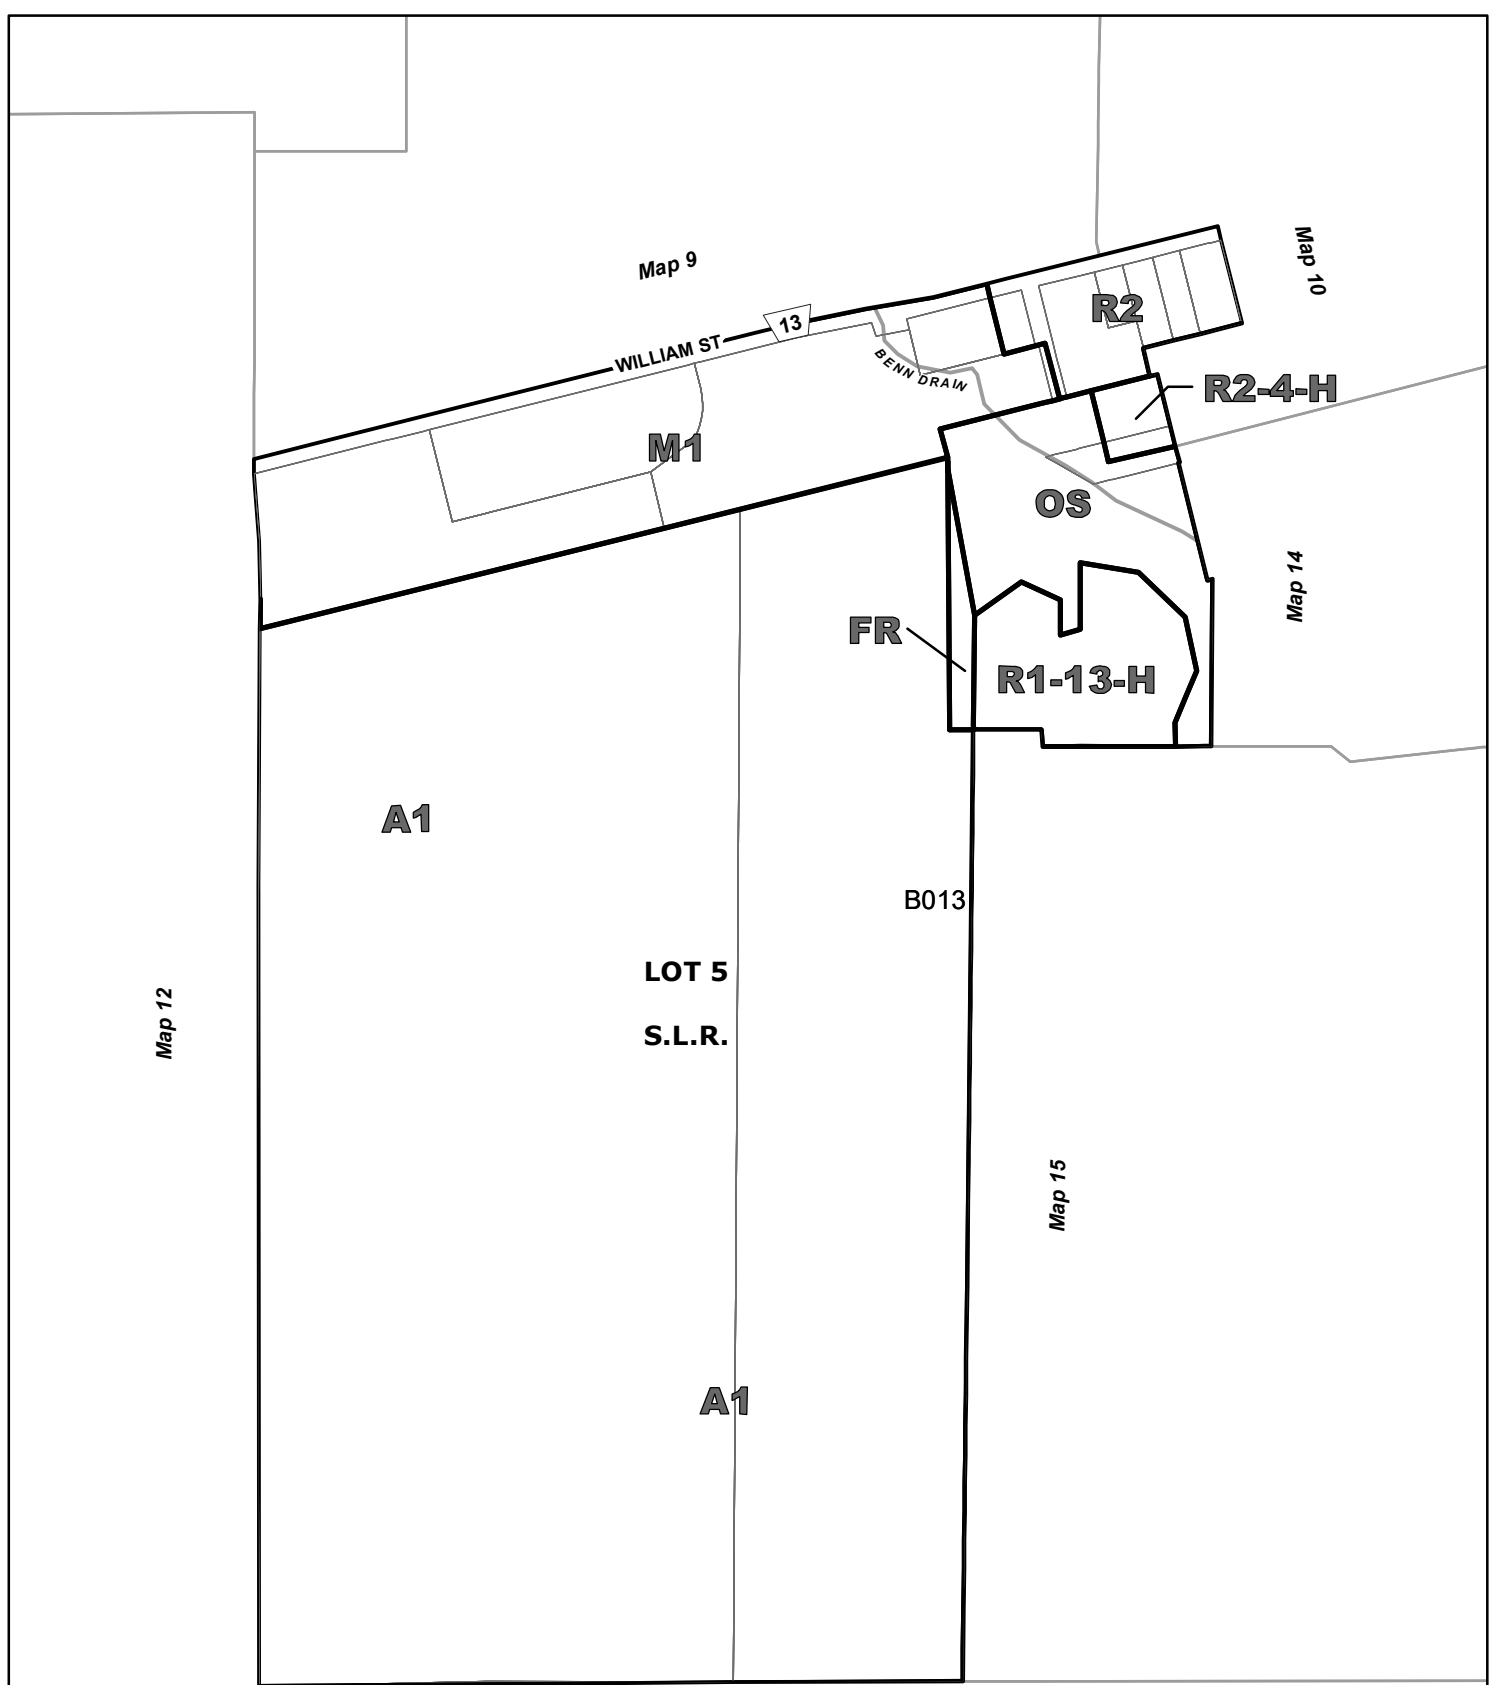 Map 9
Map 10
13
R2
WILLIAM ST
BENN DRAIN
R2-4-H
M1
OS
Map 14
FR
R1-13-H
A1
B013
LOT 5
S.L.R.
Map 12
Map 15
A1